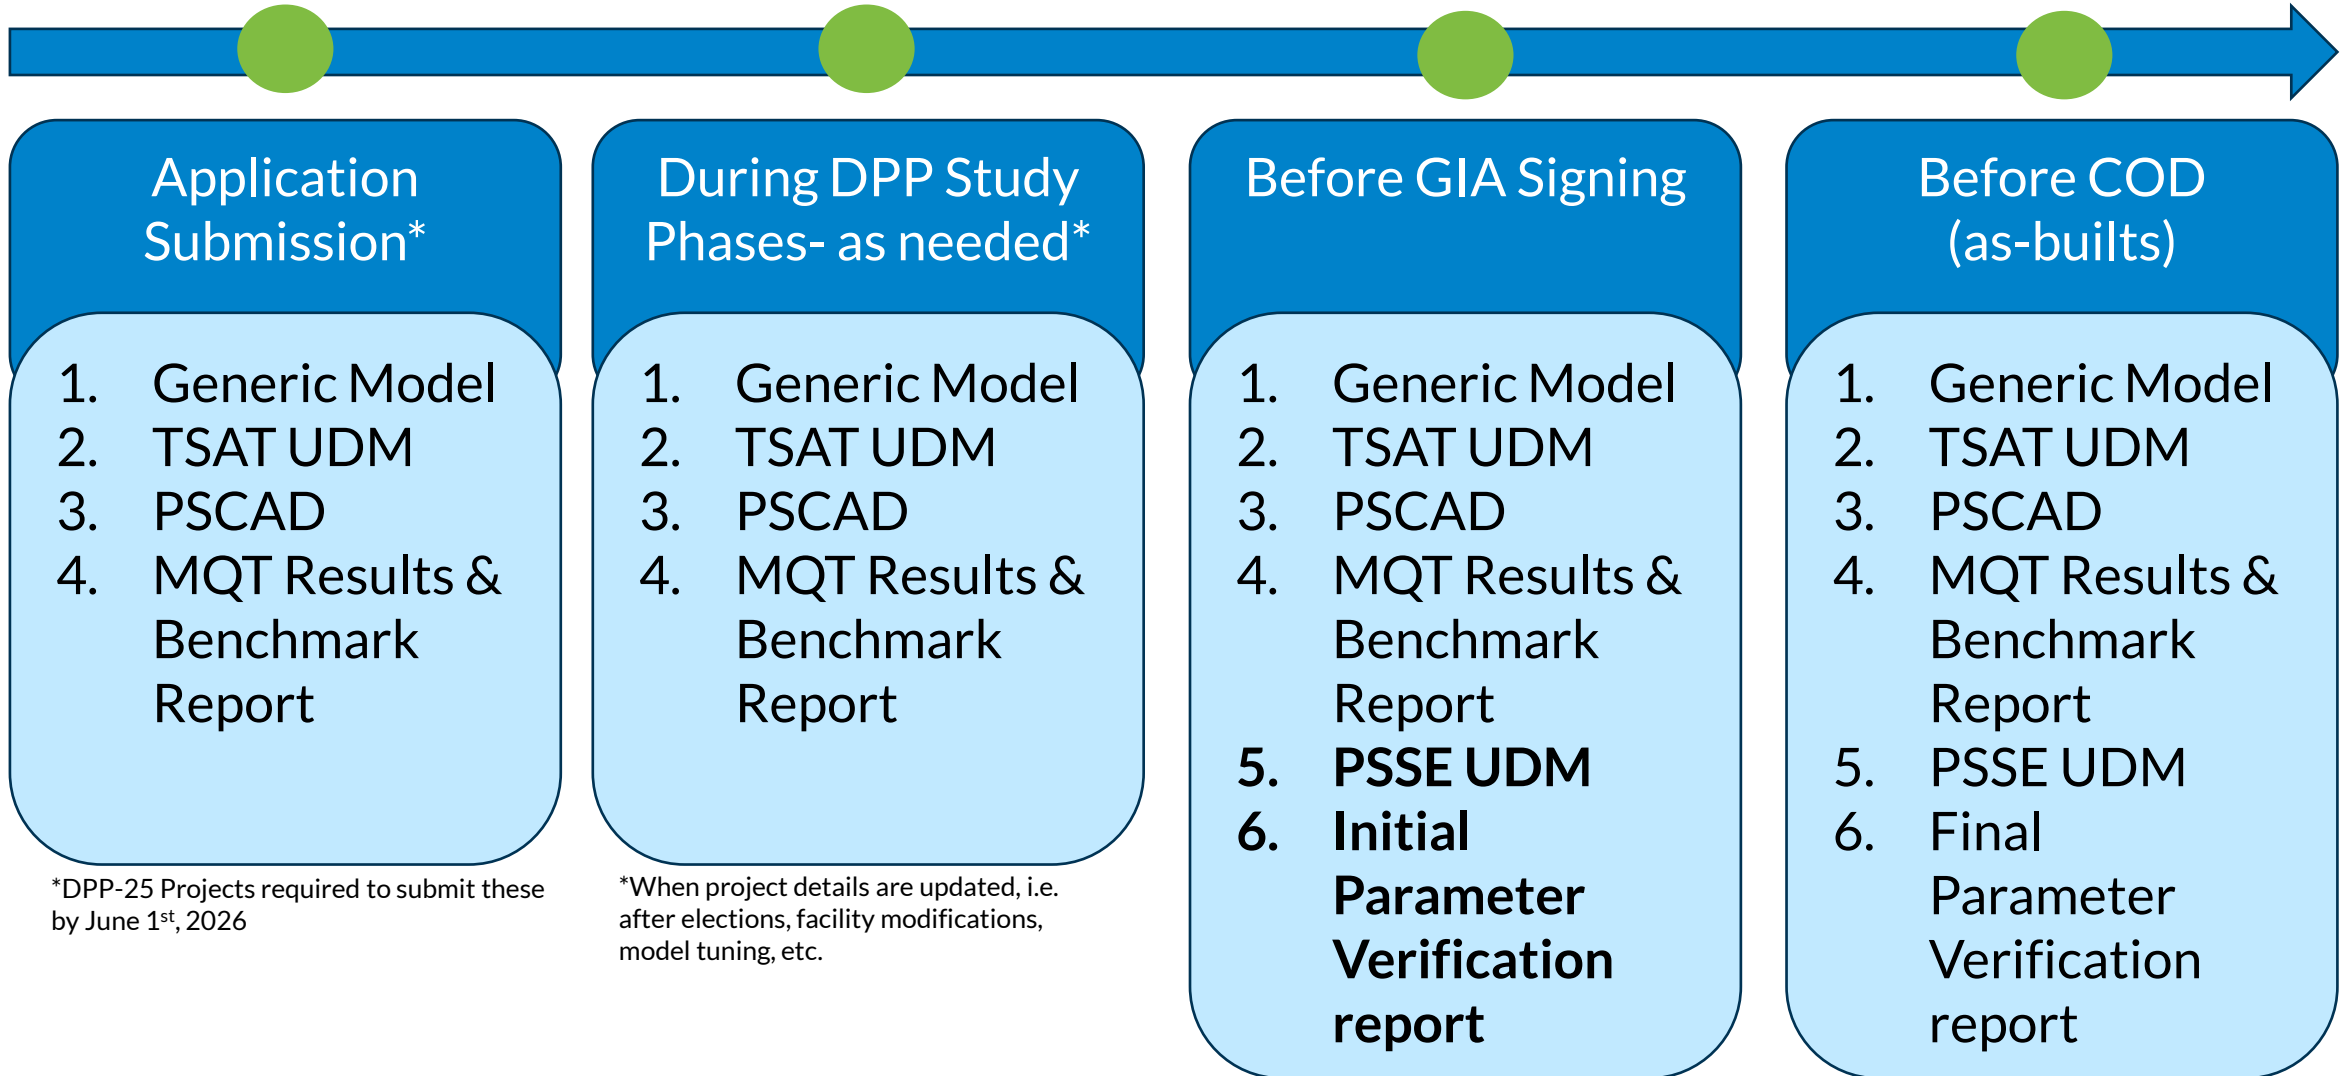 Application
Submission*
1. Generic Model
2. TSAT UDM
3. PSCAD
4. MQT Results &
Benchmark
Report
*DPP-25 Projects required to submit these
by June 1st, 2026
During DPP Study
Phases- as needed*
1. Generic Model
2. TSAT UDM
3. PSCAD
4. MQT Results &
Benchmark
Report
*When project details are updated, i.e.
after elections, facility modifications,
model tuning, etc.
Before GIA Signing
1. Generic Model
2. TSAT UDM
3. PSCAD
4. MQT Results &
Benchmark
Report
5. PSSE UDM
6. Initial
Parameter
Verification
report
Before COD
(as-builts)
1. Generic Model
2. TSAT UDM
3. PSCAD
4. MQT Results &
Benchmark
Report
5. PSSE UDM
6. Final
Parameter
Verification
report